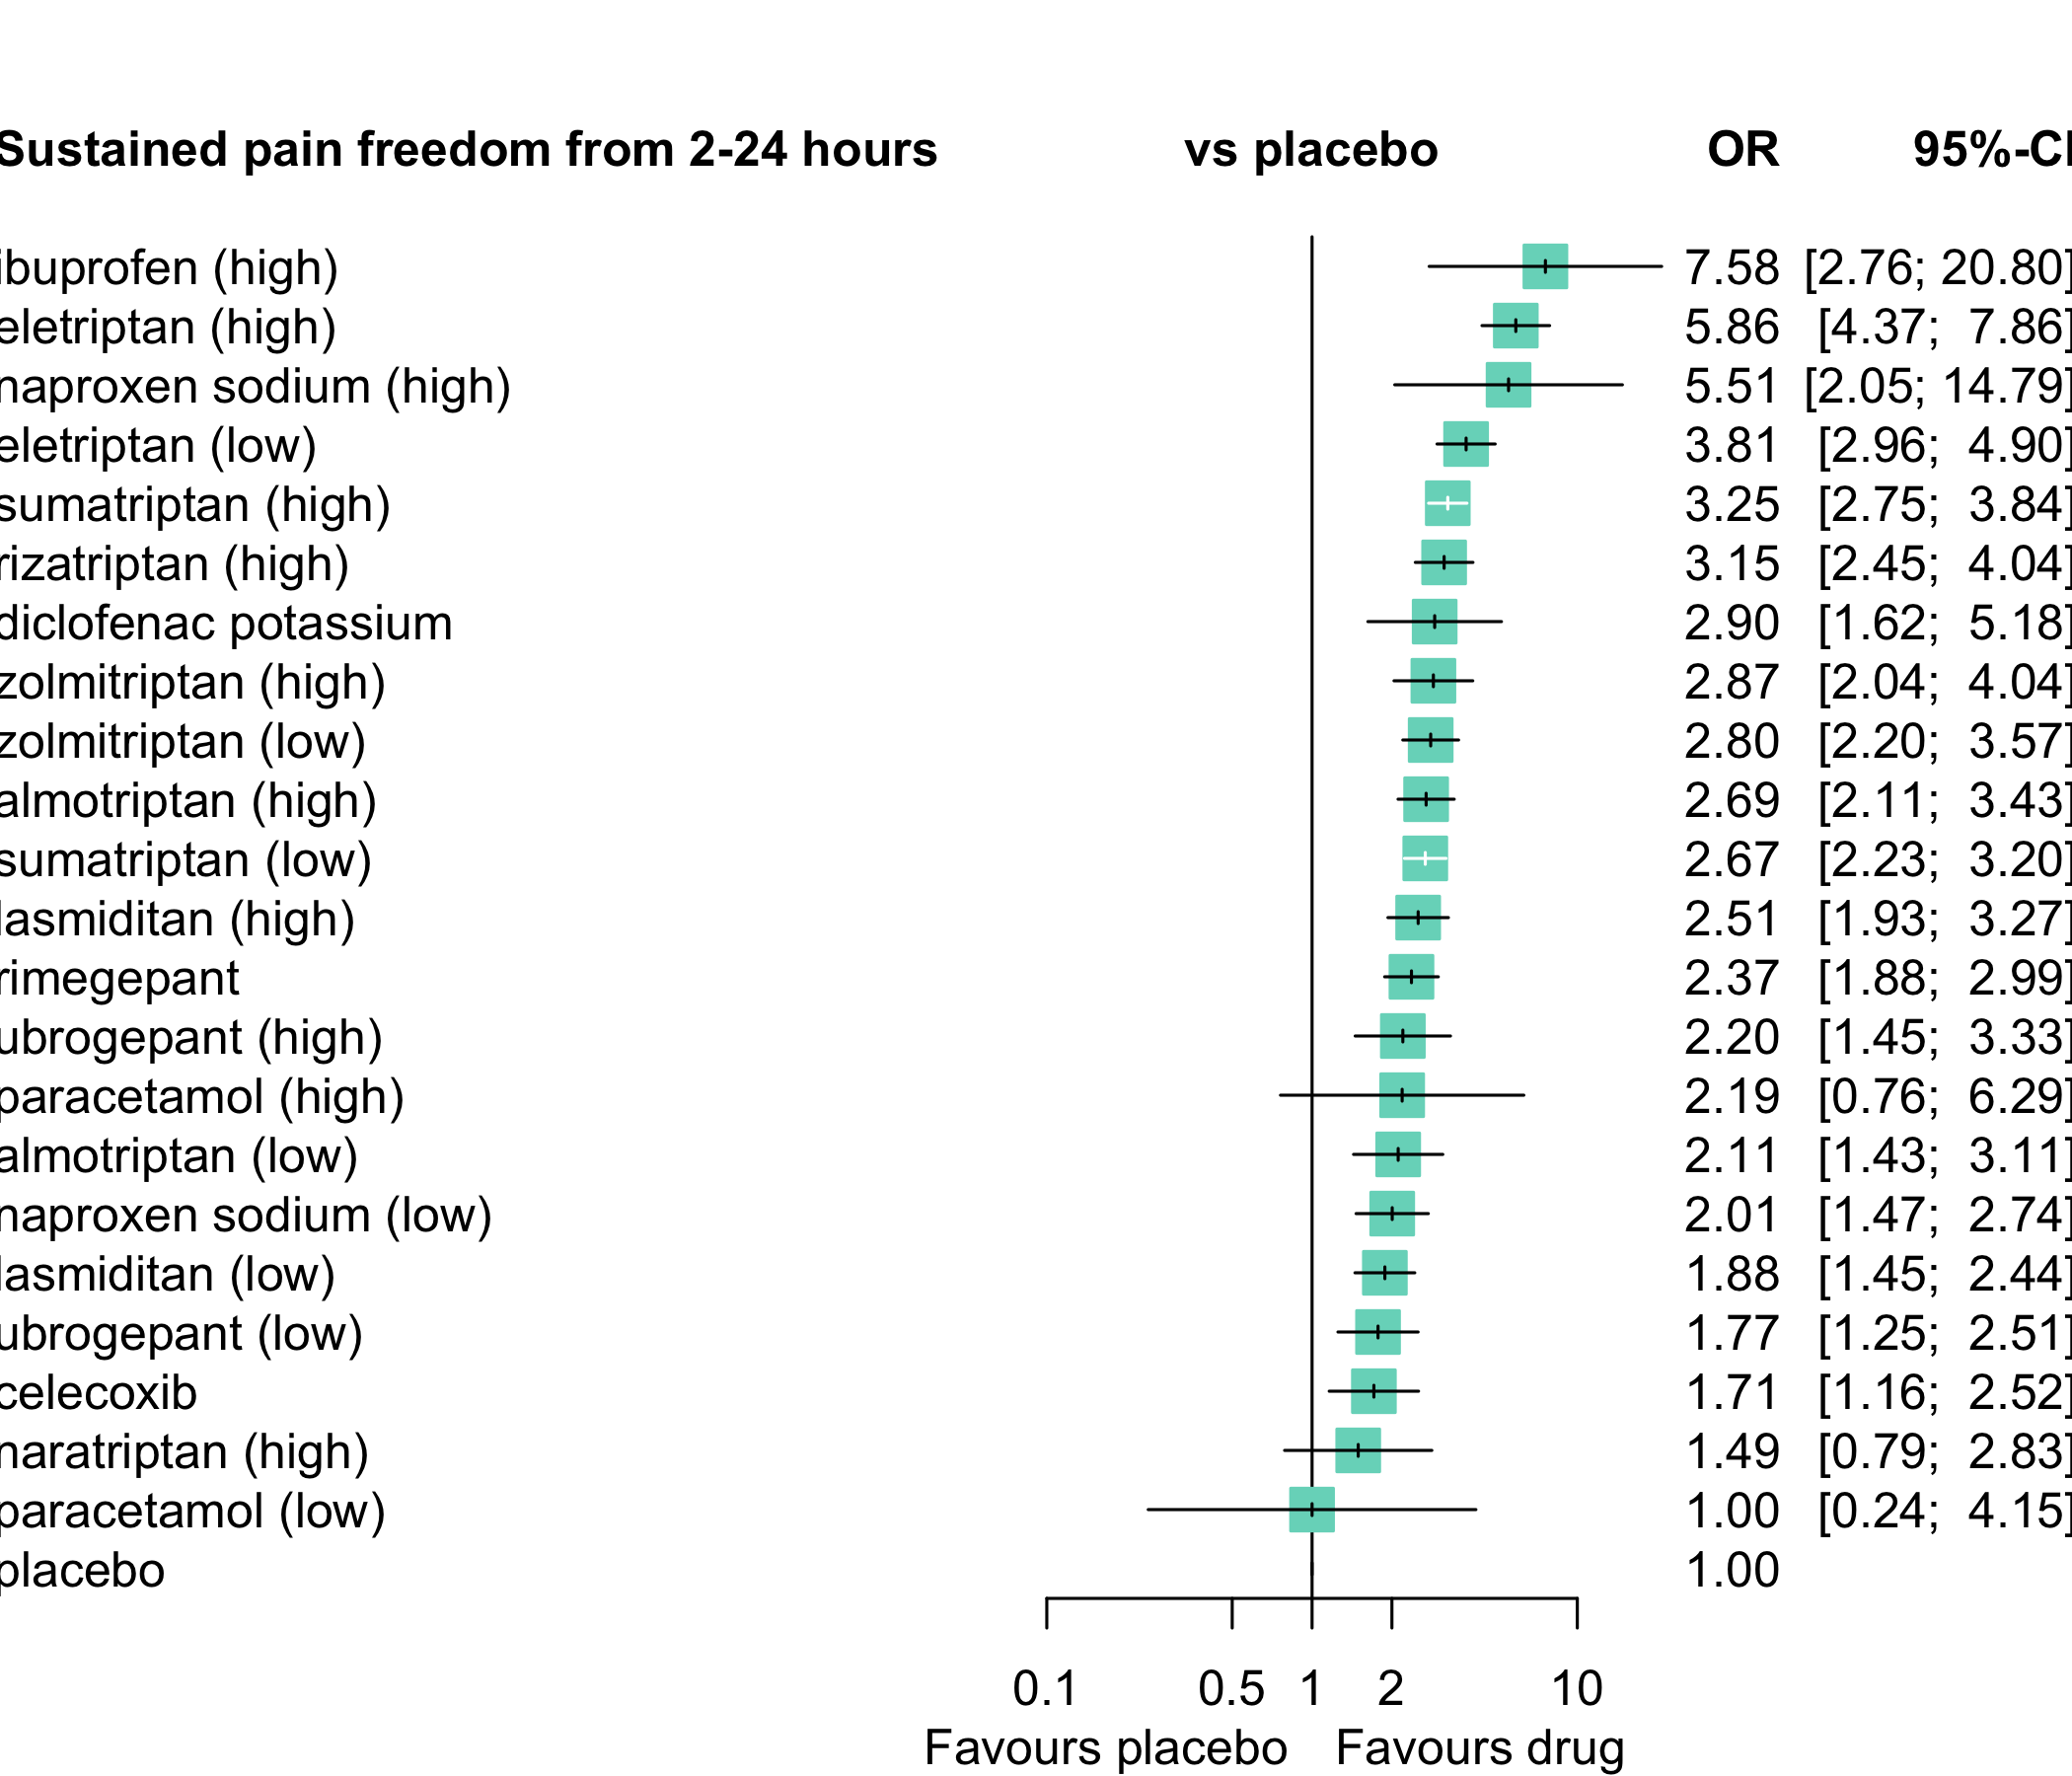 Sustained pain freedom from 2-24 hours vs placebo OR 95%-CI
ibuprofen (high) 7.58 [2.76; 20.80]
eletriptan (high) 5.86 [4.37; 7.86]
naproxen sodium (high) 5.51 [2.05; 14.79]
eletriptan (low) 3.81 [2.96; 4.90]
sumatriptan (high) 3.25 [2.75; 3.84]
rizatriptan (high) 3.15 [2.45; 4.04]
diclofenac potassium 2.90 [1.62; 5.18]
zolmitriptan (high) 2.87 [2.04; 4.04]
zolmitriptan (low) 2.80 [2.20; 3.57]
almotriptan (high) 2.69 [2.11; 3.43]
sumatriptan (low) 2.67 [2.23; 3.20]
lasmiditan (high) 2.51 [1.93; 3.27]
rimegepant 2.37 [1.88; 2.99]
ubrogepant (high) 2.20 [1.45; 3.33]
paracetamol (high) 2.19 [0.76; 6.29]
almotriptan (low) 2.11 [1.43; 3.11]
naproxen sodium (low) 2.01 [1.47; 2.74]
lasmiditan (low) 1.88 [1.45; 2.44]
ubrogepant (low) 1.77 [1.25; 2.51]
celecoxib 1.71 [1.16; 2.52]
naratriptan (high) 1.49 [0.79; 2.83]
paracetamol (low) 1.00 [0.24; 4.15]
placebo 1.00
0.1 0.5 1 2 10
Favours placebo Favours drug